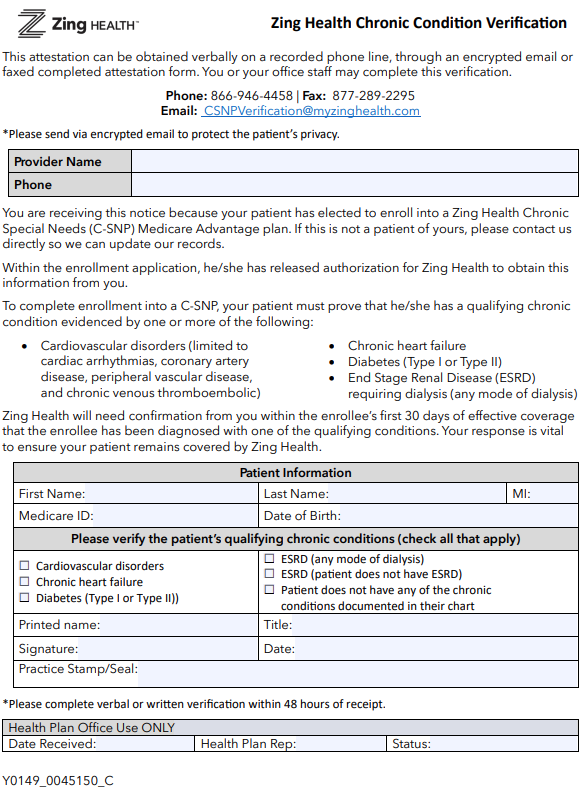 Zing HEALTH™
Zing Health Chronic Condition Verification
This attestation can be obtained verbally on a recorded phone line, through an encrypted email or
faxed completed attestation form. You or your office staff may complete this verification.
Phone: 866-946-4458 | Fax: 877-289-2295
Email: CSNPVerification@myzinghealth.com
*Please send via encrypted email to protect the patient's privacy.
Provider Name
Phone
You are receiving this notice because your patient has elected to enroll into a Zing Health Chronic
Special Needs (C-SNP) Medicare Advantage plan. If this is not a patient of yours, please contact us
directly so we can update our records.
Within the enrollment application, he/she has released authorization for Zing Health to obtain this
information from you.
To complete enrollment into a C-SNP, your patient must prove that he/she has a qualifying chronic
condition evidenced by one or more of the following:
• Cardiovascular disorders (limited to
cardiac arrhythmias, coronary artery
disease, peripheral vascular disease,
and chronic venous thromboembolic)
• Chronic heart failure
• Diabetes (Type I or Type II)
• End Stage Renal Disease (ESRD)
requiring dialysis (any mode of dialysis)
Zing Health will need confirmation from you within the enrollee's first 30 days of effective coverage
that the enrollee has been diagnosed with one of the qualifying conditions. Your response is vital
to ensure your patient remains covered by Zing Health.
Patient Information
First Name: Last Name: MI:
Medicare ID: Date of Birth:
Please verify the patient's qualifying chronic conditions (check all that apply)
☐ Cardiovascular disorders
☐ Chronic heart failure
☐ Diabetes (Type I or Type II))
☐ ESRD (any mode of dialysis)
☐ ESRD (patient does not have ESRD)
☐ Patient does not have any of the chronic
conditions documented in their chart
Printed name: Title:
Signature: Date:
Practice Stamp/Seal:
*Please complete verbal or written verification within 48 hours of receipt.
Health Plan Office Use ONLY
Date Received: Health Plan Rep: Status:
Y0149_0045150_C